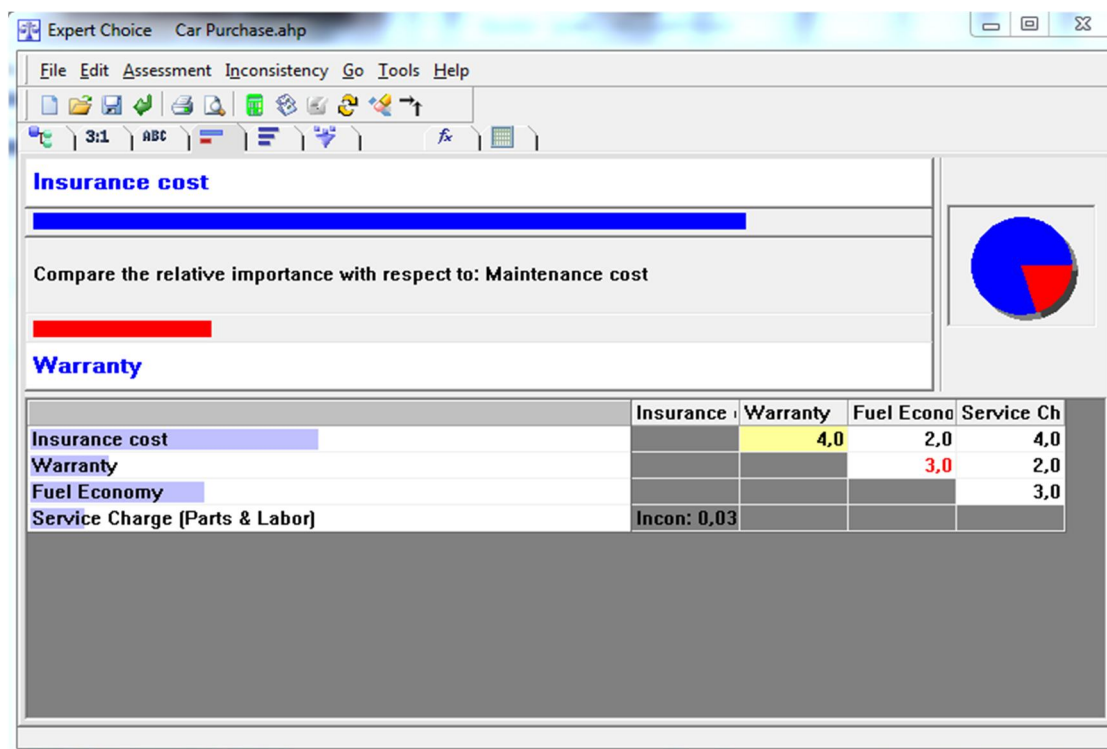 Expert Choice Car Purchase.ahp
File Edit Assessment Inconsistency Go Tools Help
3:1 ABC fx
Insurance cost
Compare the relative importance with respect to: Maintenance cost
Warranty
Insurance Warranty Fuel Econo Service Ch
Insurance cost 4,0 2,0 4,0
Warranty 3,0 2,0
Fuel Economy 3,0
Service Charge (Parts & Labor) Incon: 0,03